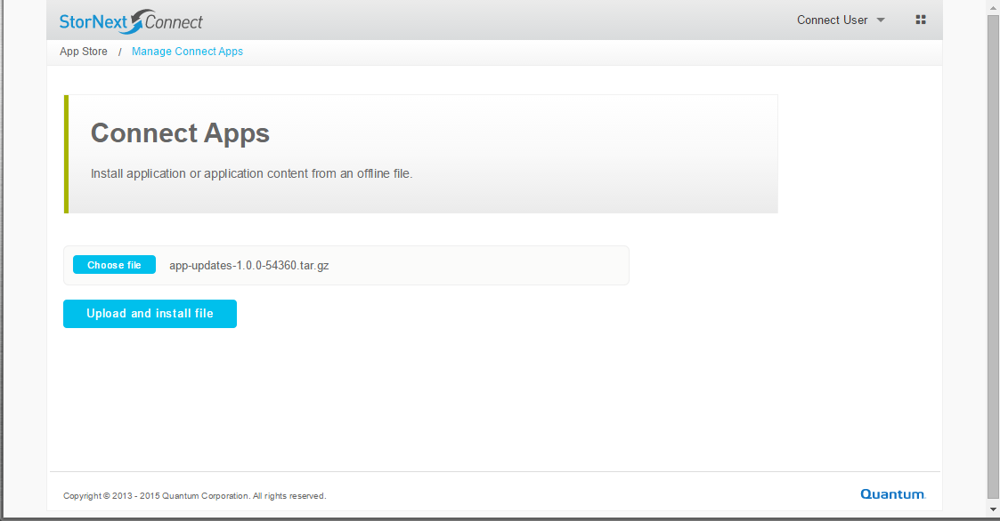 StorNext Connect
Connect User
App Store / Manage Connect Apps
Connect Apps
Install application or application content from an offline file.
Choose file app-updates-1.0.0-54360.tar.gz
Upload and install file
Copyright © 2013 - 2015 Quantum Corporation. All rights reserved.
Quantum.